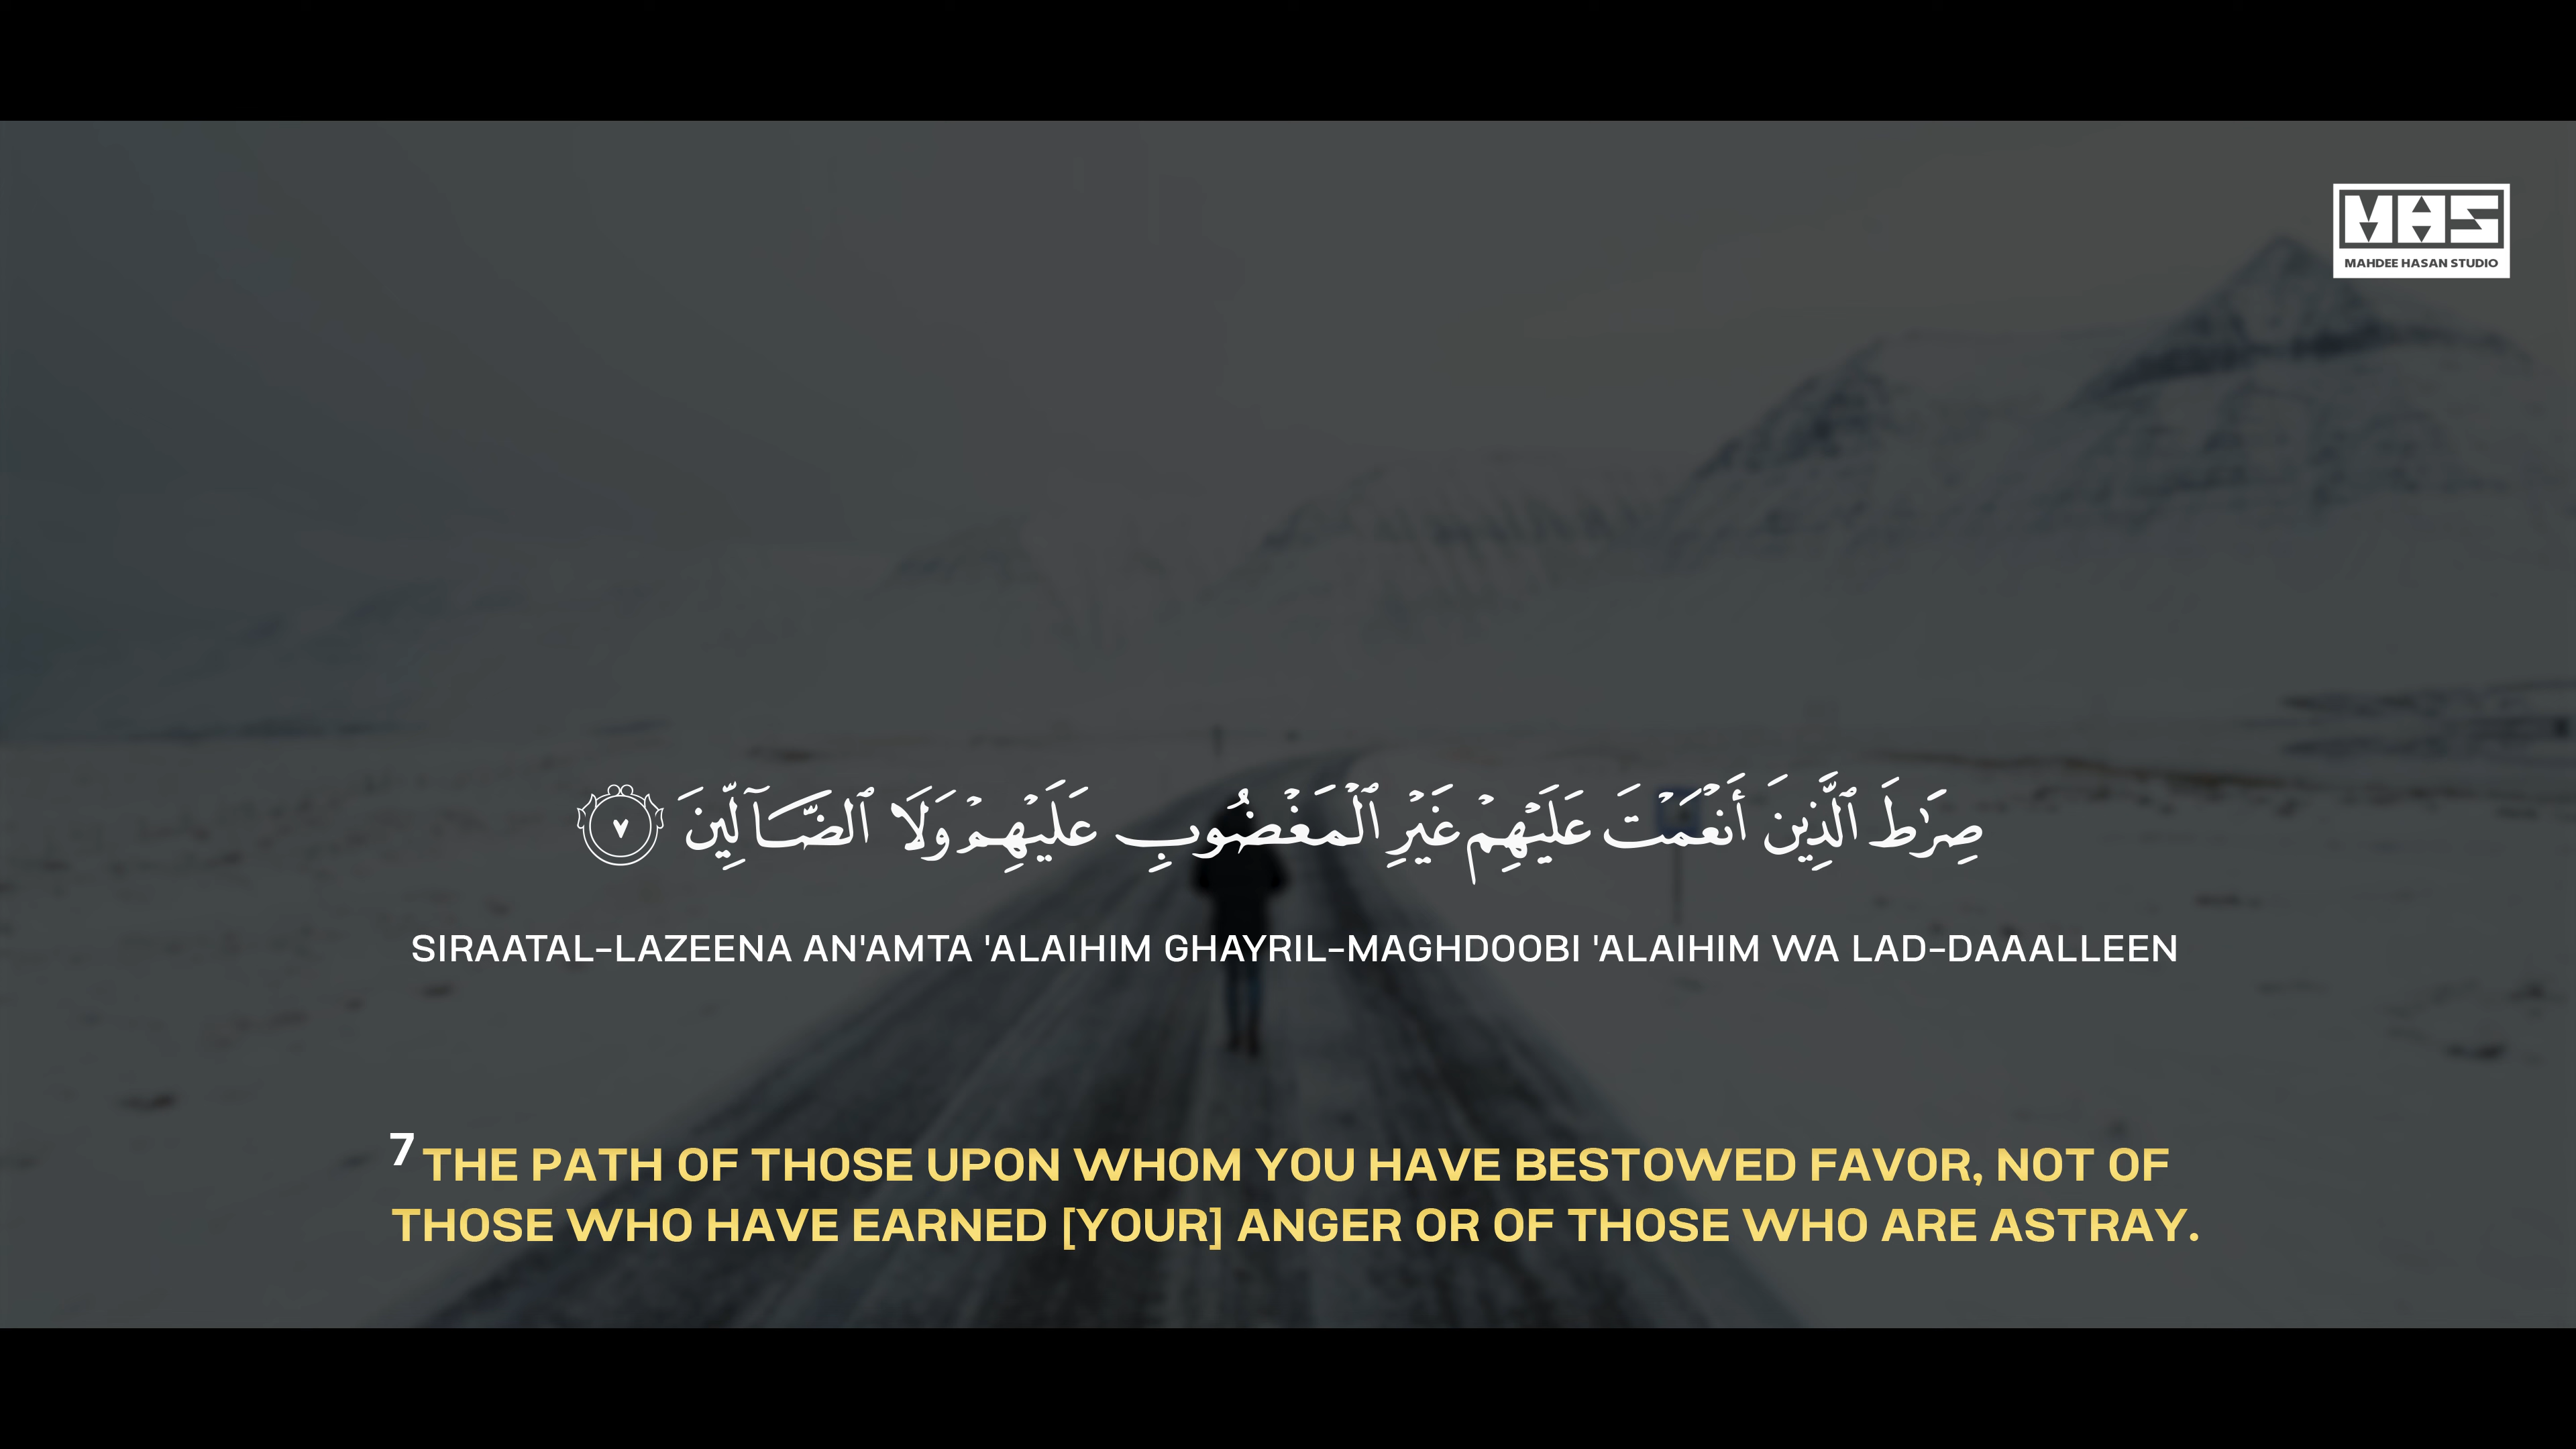 MHS
MAHDEE HASAN STUDIO
صِرَٰطَ ٱلَّذِينَ أَنۡعَمۡتَ عَلَيۡهِمۡ غَيۡرِ ٱلۡمَغۡضُوبِ عَلَيۡهِمۡ وَلَا ٱلضَّآلِّينَ ٧
SIRAATAL-LAZEENA AN'AMTA 'ALAIHIM GHAYRIL-MAGHDOOBI 'ALAIHIM WA LAD-DAAALLEEN
7 THE PATH OF THOSE UPON WHOM YOU HAVE BESTOWED FAVOR, NOT OF
THOSE WHO HAVE EARNED [YOUR] ANGER OR OF THOSE WHO ARE ASTRAY.